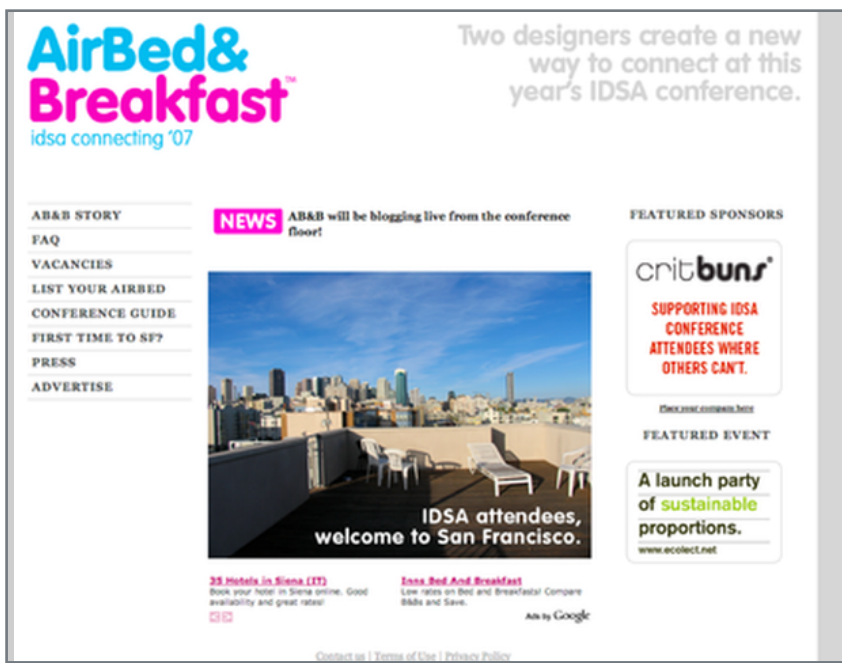 AirBed&
Breakfast™
idsa connecting '07
Two designers create a new
way to connect at this
year's IDSA conference.
AB&B STORY
FAQ
VACANCIES
LIST YOUR AIRBED
CONFERENCE GUIDE
FIRST TIME TO SF?
PRESS
ADVERTISE
NEWS
AB&B will be blogging live from the conference
floor!
IDSA attendees,
welcome to San Francisco.
35 Hotels in Siena (IT)
Book your hotel in Siena online. Good
availability and great rates!
Inns Bed And Breakfast
Low rates on Bed and Breakfasts! Compare
B&Bs and Save.
Ads by Google
FEATURED SPONSORS
critbuns®
SUPPORTING IDSA
CONFERENCE
ATTENDEES WHERE
OTHERS CAN'T.
Place your company here
FEATURED EVENT
A launch party
of sustainable
proportions.
www.ecolect.net
Contact us | Terms of Use | Privacy Policy